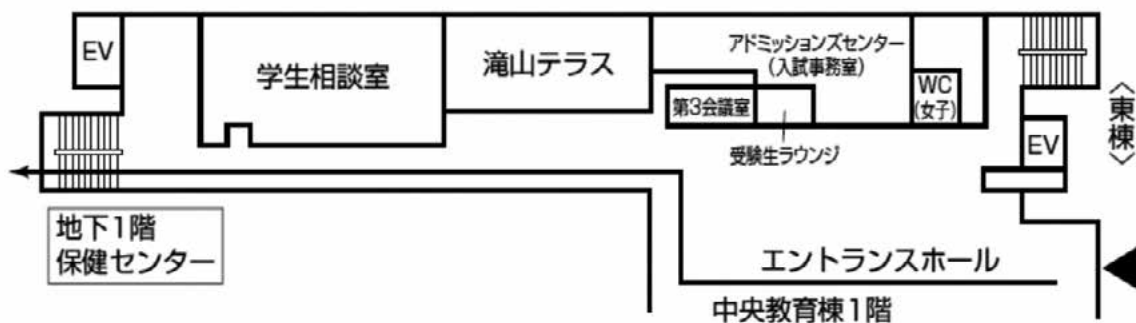 EV
学生相談室
滝山テラス
アドミッションズセンター
(入試事務室)
第3会議室
受験生ラウンジ
WC
(女子)
EV
〈東棟〉
地下1階
保健センター
エントランスホール
中央教育棟1階